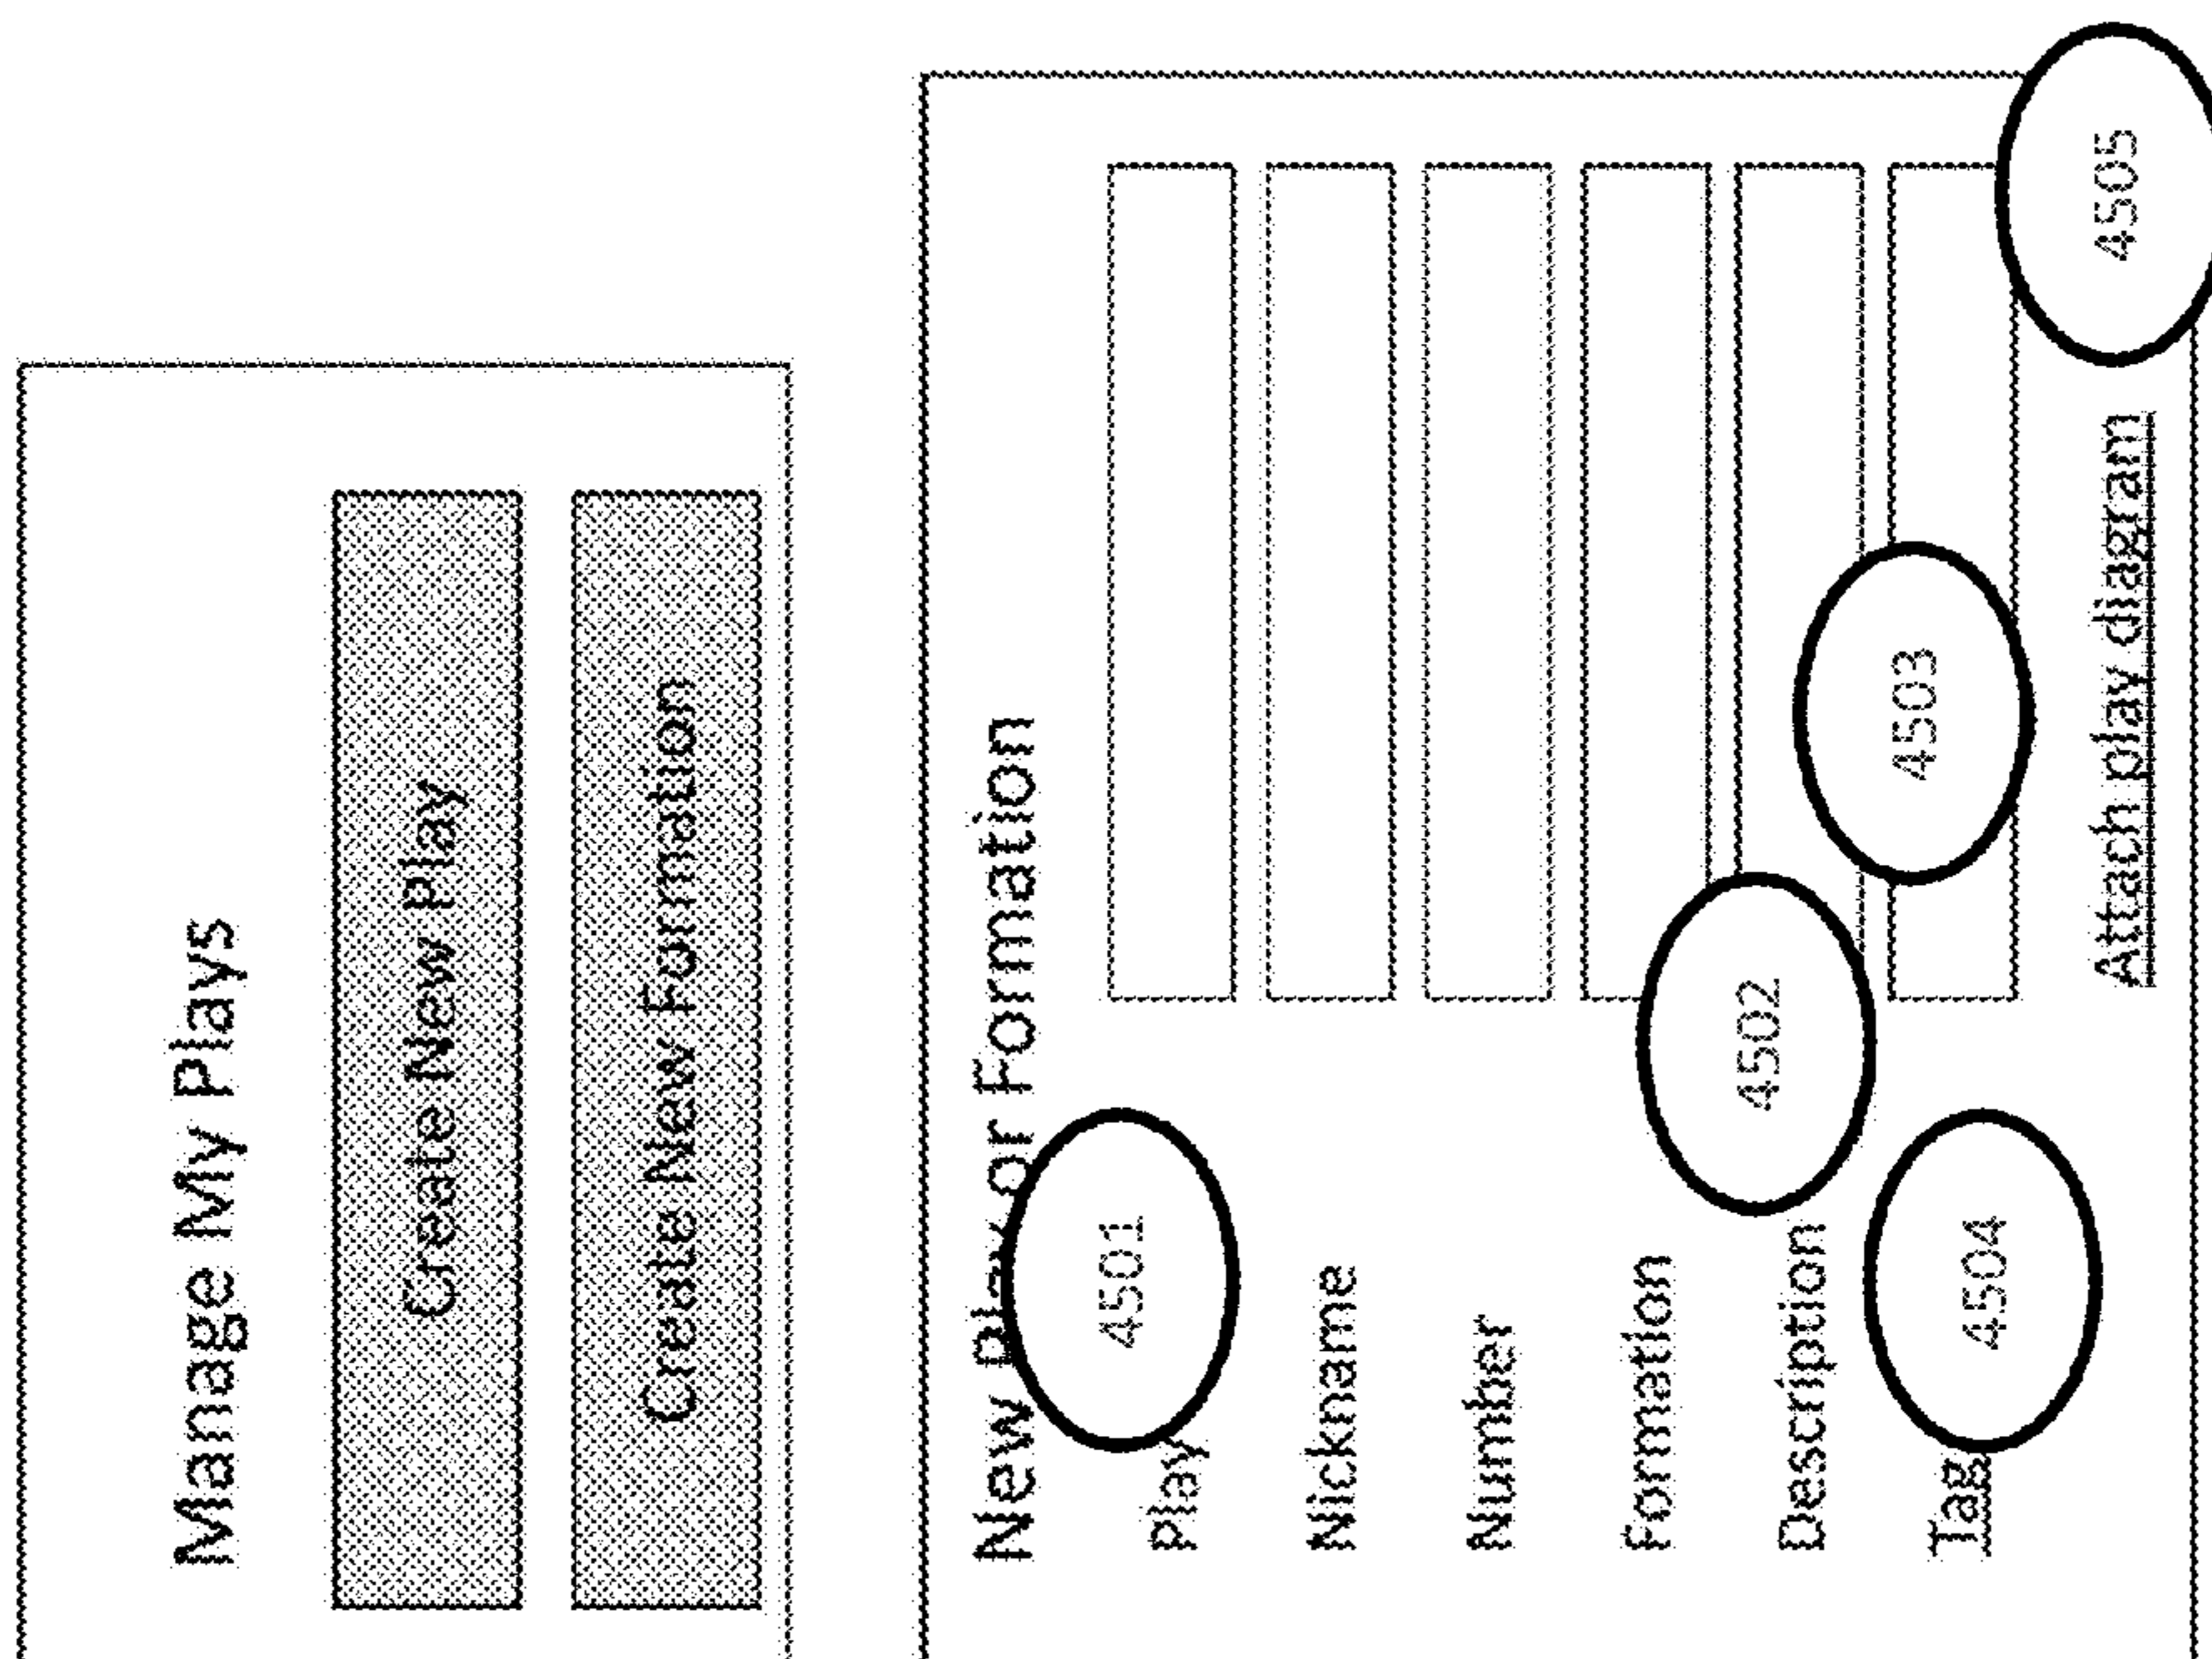 Manage My Plays
Create New Play
Create New Formation
New Play or Formation
4501
Play
Nickname
Number
Formation
4502
Description
4503
Tag
4504
Attach play diagram
4505